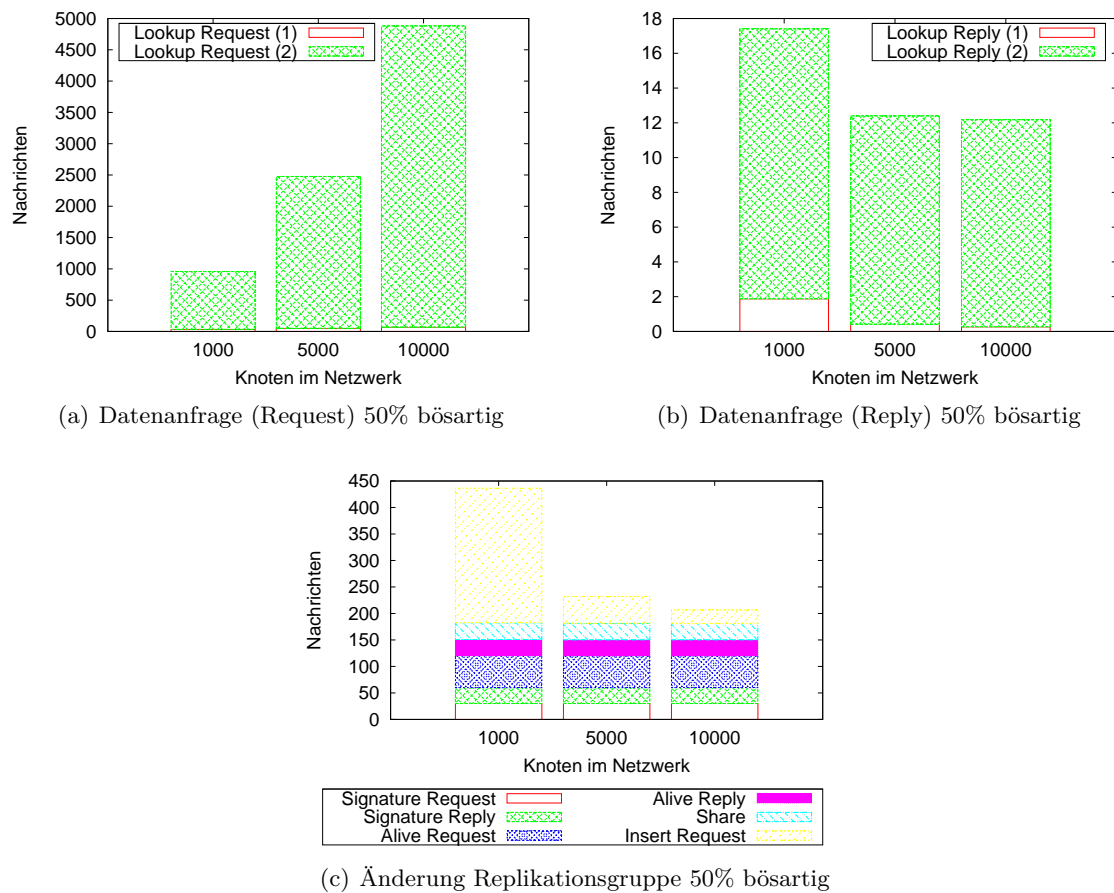 5000
4500
4000
3500
3000
2500
2000
1500
1000
500
0
Nachrichten
Lookup Request (1)
Lookup Request (2)
1000 5000 10000
Knoten im Netzwerk
(a) Datenanfrage (Request) 50% bösartig
18
16
14
12
10
8
6
4
2
0
Nachrichten
Lookup Reply (1)
Lookup Reply (2)
1000 5000 10000
Knoten im Netzwerk
(b) Datenanfrage (Reply) 50% bösartig
450
400
350
300
250
200
150
100
50
0
Nachrichten
1000 5000 10000
Knoten im Netzwerk
Signature Request
Signature Reply
Alive Request
Alive Reply
Share
Insert Request
(c) Änderung Replikationsgruppe 50% bösartig